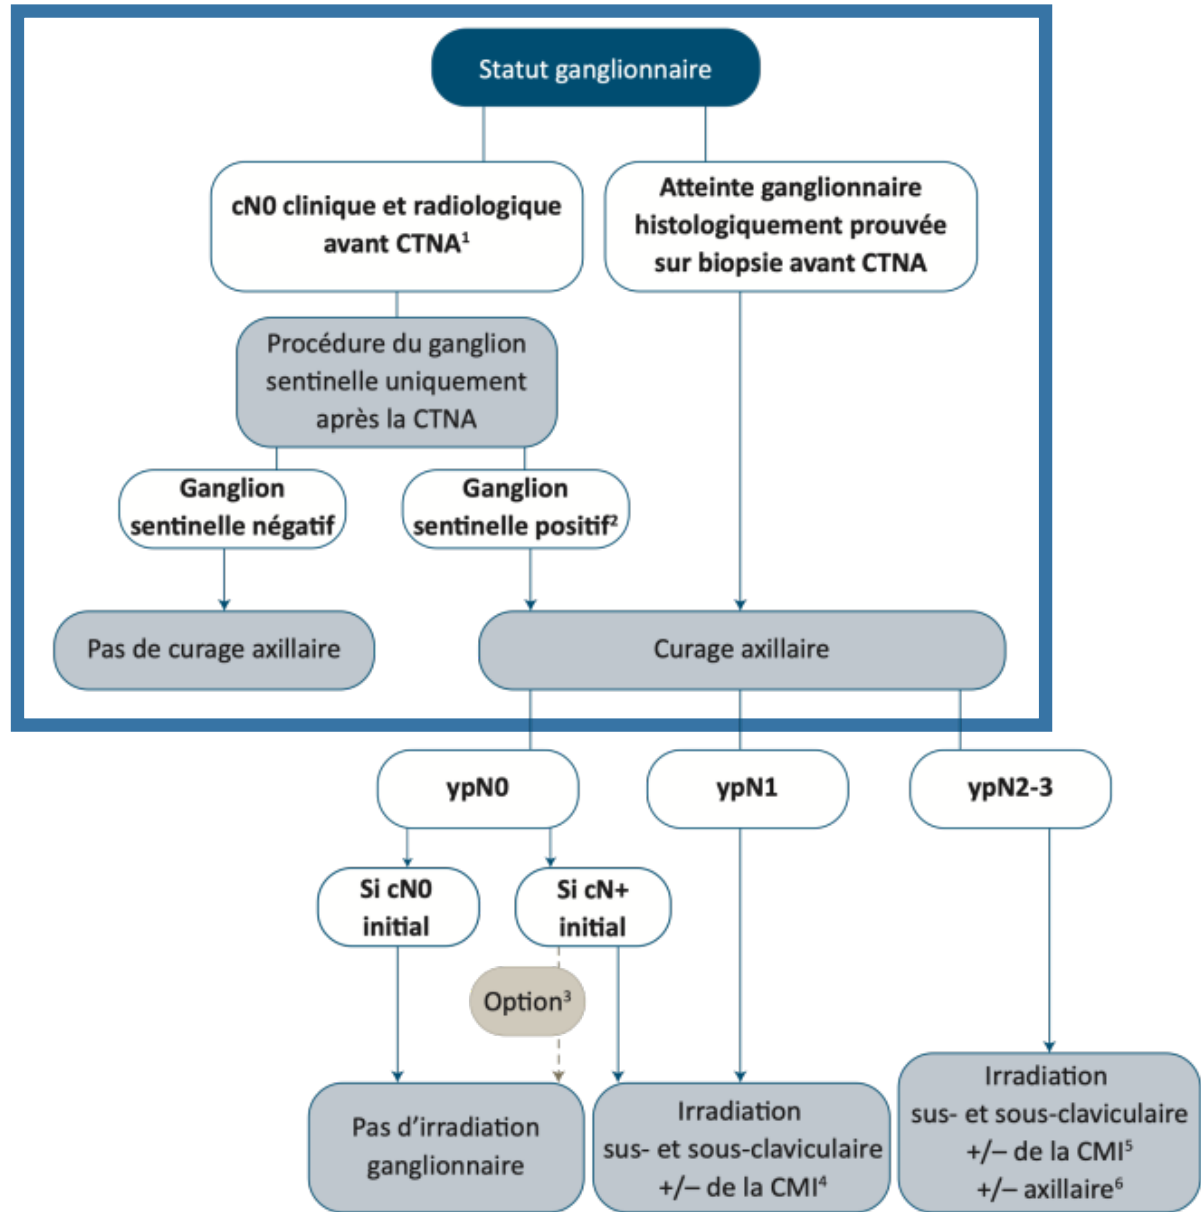 Statut ganglionnaire
cN0 clinique et radiologique
avant CTNA¹
Atteinte ganglionnaire
histologiquement prouvée
sur biopsie avant CTNA
Procédure du ganglion
sentinelle uniquement
après la CTNA
Ganglion
sentinelle négatif
Ganglion
sentinelle positif²
Pas de curage axillaire
Curage axillaire
ypN0
ypN1
ypN2-3
Si cN0
initial
Si cN+
initial
Option³
Pas d’irradiation
ganglionnaire
Irradiation
sus- et sous-claviculaire
+/– de la CMI⁴
Irradiation
sus- et sous-claviculaire
+/– de la CMI⁵
+/– axillaire⁶